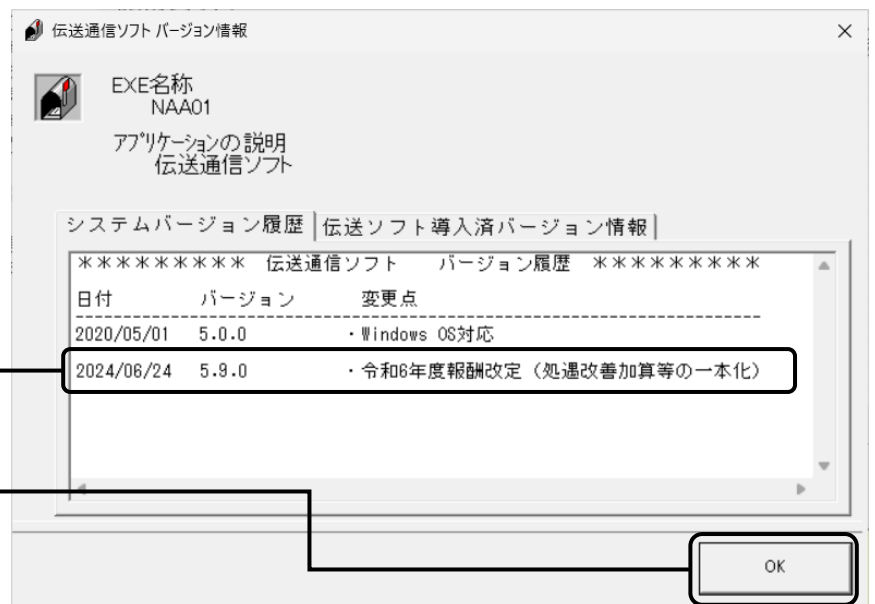 伝送通信ソフト バージョン情報
EXE名称
NAA01
アプリケーションの説明
伝送通信ソフト
システムバージョン履歴 伝送ソフト導入済バージョン情報
********* 伝送通信ソフト バージョン履歴 *********
日付 バージョン 変更点
2020/05/01 5.0.0 ・Windows OS対応
2024/06/24 5.9.0 ・令和6年度報酬改定（処遇改善加算等の一本化）
OK